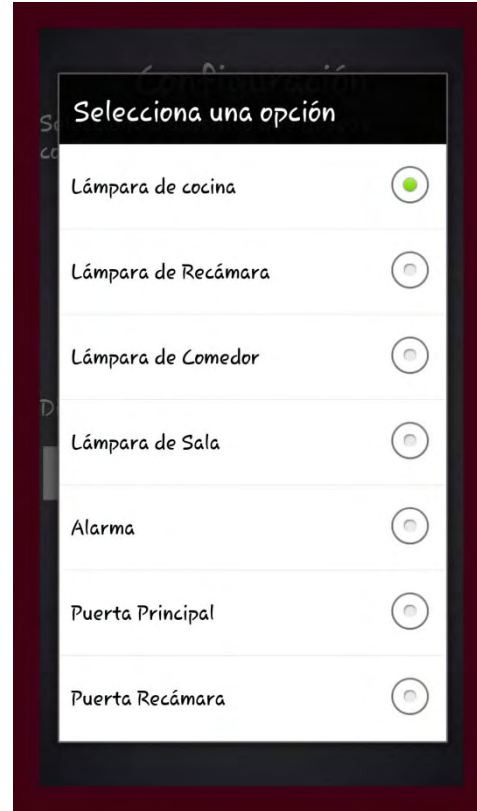 Configuración
Selecciona una opción
Lámpara de cocina
Lámpara de Recámara
Lámpara de Comedor
Lámpara de Sala
Alarma
Puerta Principal
Puerta Recámara